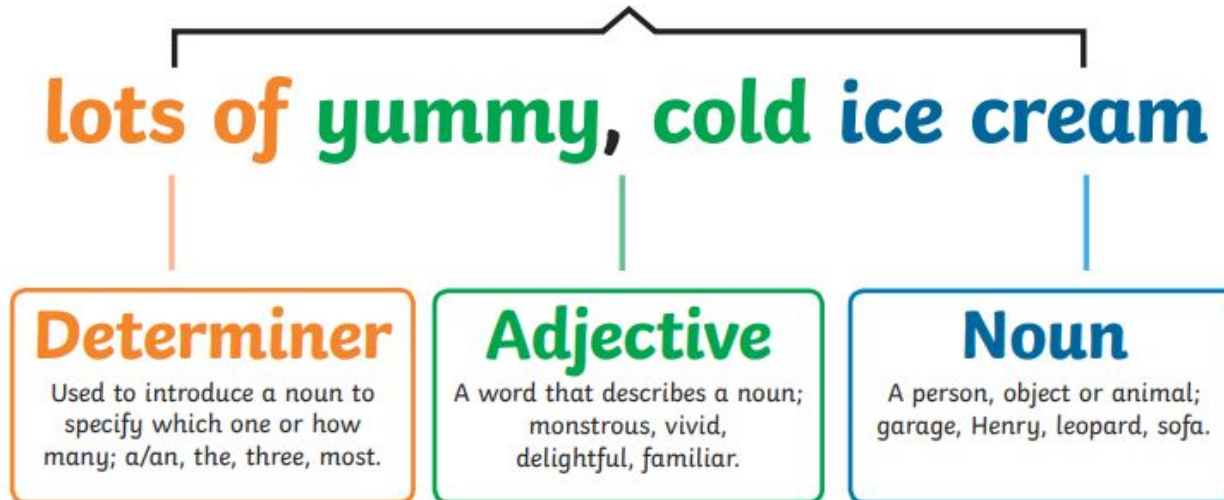 lots of yummy, cold ice cream
Determiner
Used to introduce a noun to
specify which one or how
many; a/an, the, three, most.
Adjective
A word that describes a noun;
monstrous, vivid,
delightful, familiar.
Noun
A person, object or animal;
garage, Henry, leopard, sofa.